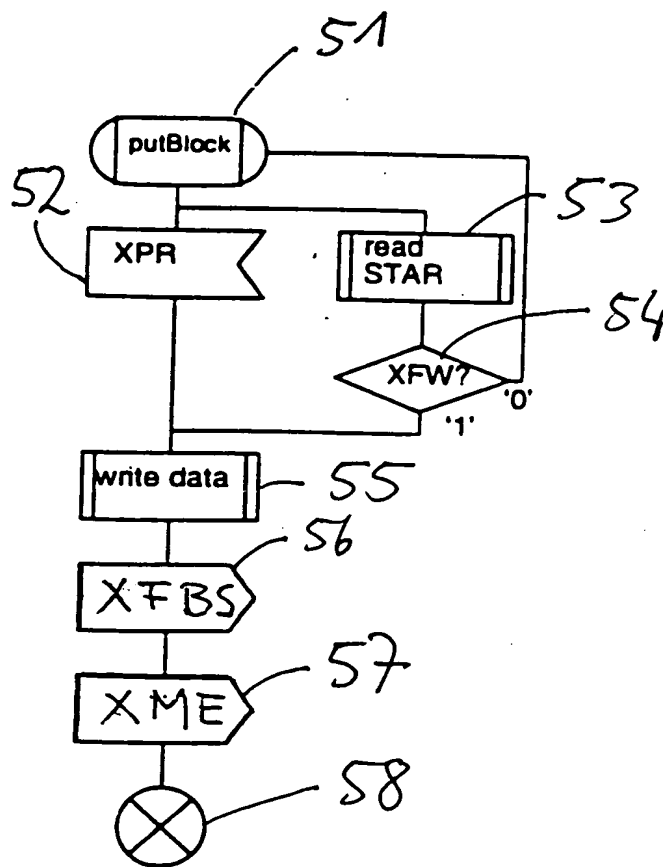 51
putBlock
52
53
XPR
read
STAR
54
XFW?
'0'
'1'
write data
55
56
XFBS
57
XME
58